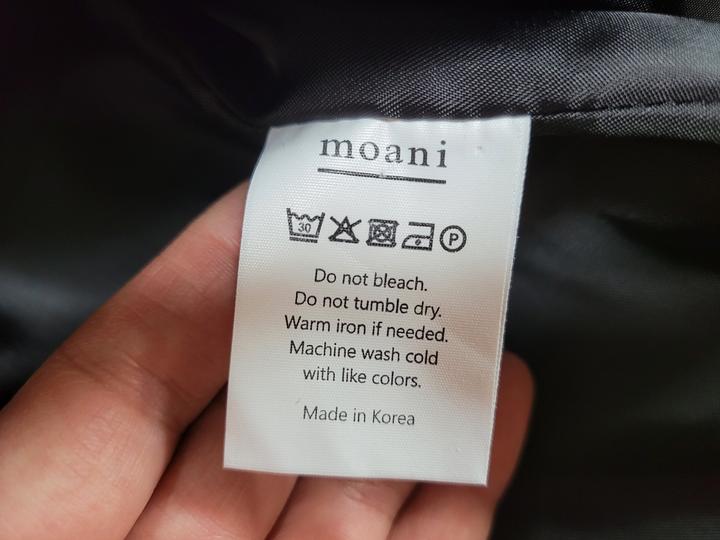 moani
30
P
Do not bleach.
Do not tumble dry.
Warm iron if needed.
Machine wash cold
with like colors.
Made in Korea